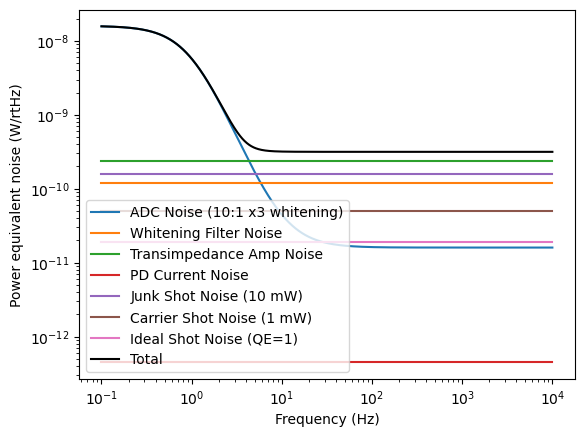 Power equivalent noise (W/rtHz)
10⁻⁸
10⁻⁹
10⁻¹⁰
10⁻¹¹
10⁻¹²
ADC Noise (10:1 x3 whitening)
Whitening Filter Noise
Transimpedance Amp Noise
PD Current Noise
Junk Shot Noise (10 mW)
Carrier Shot Noise (1 mW)
Ideal Shot Noise (QE=1)
Total
10⁻¹ 10⁰ 10¹ 10² 10³ 10⁴
Frequency (Hz)